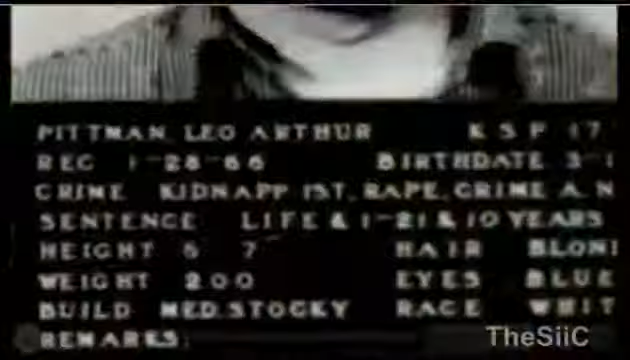 PITTMAN LEO ARTHUR K S P 17
REC 1-28-66 BIRTHDATE 3-1
CRIME KIDNAPP 1ST, RAPE, CRIME A. N
SENTENCE LIFE & 1-21 & 10 YEARS
HEIGHT 6 7 HAIR BLON
WEIGHT 200 EYES BLUE
BUILD MED. STOCKY RACE WHIT
REMARKS:
TheSiiC